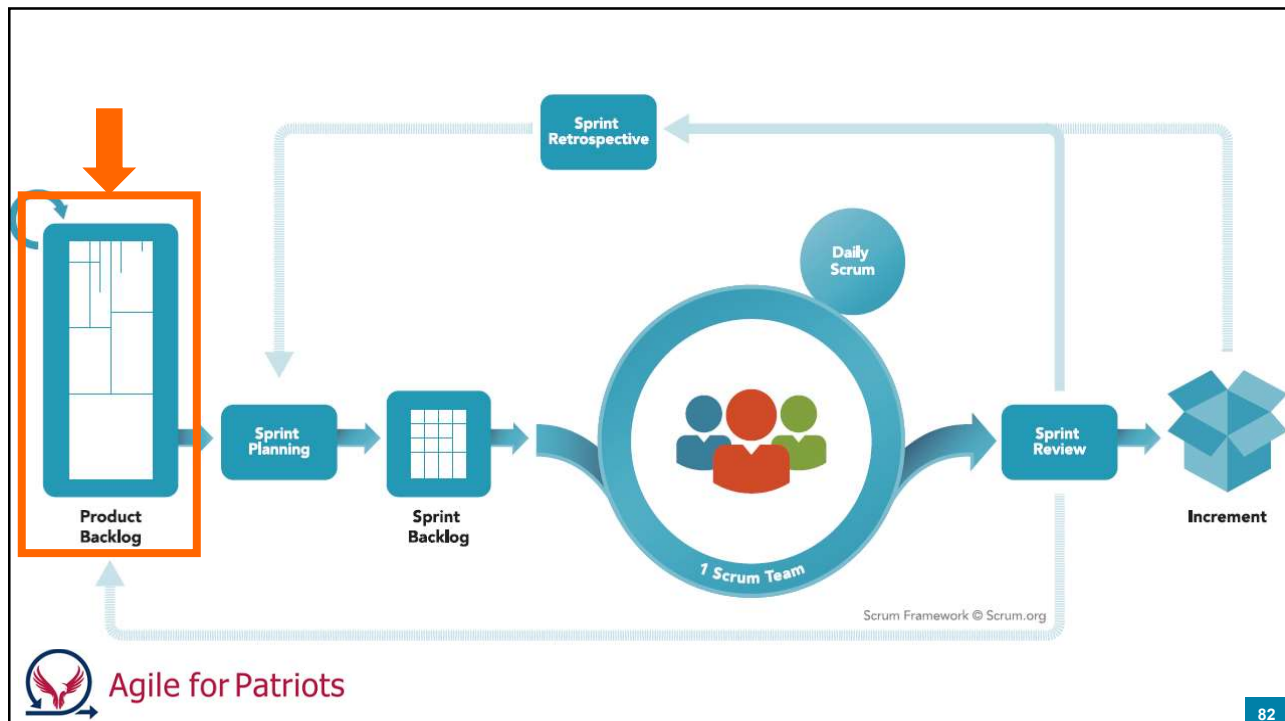 Sprint
Retrospective
Daily
Scrum
Sprint
Planning
Sprint
Review
Product
Backlog
Sprint
Backlog
Increment
1 Scrum Team
Scrum Framework © Scrum.org
Agile for Patriots
82